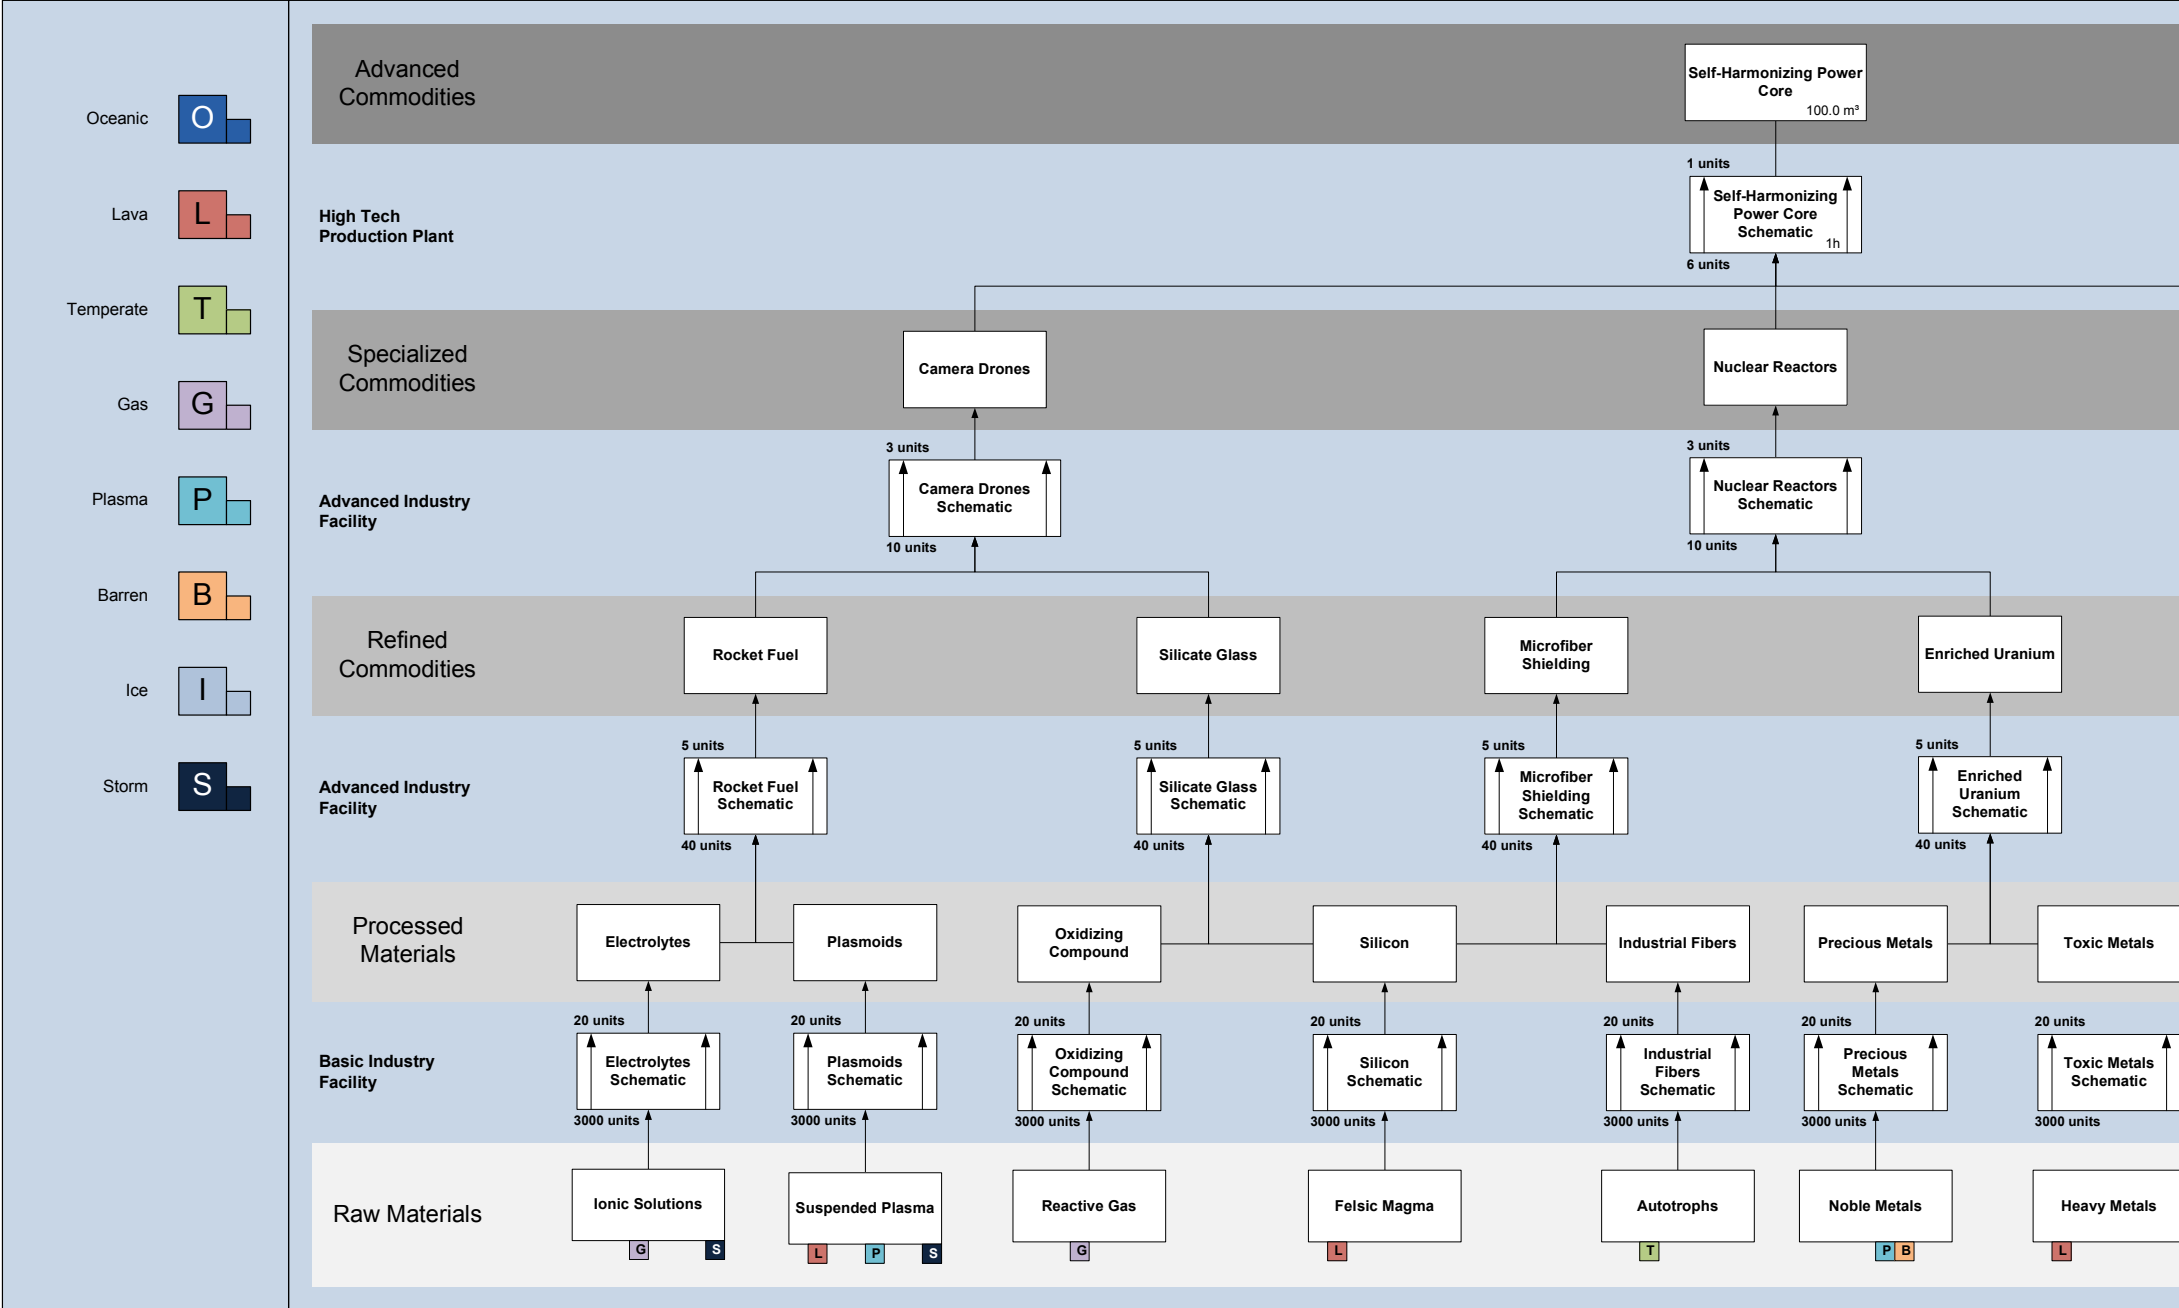 Oceanic
O
Lava
L
Temperate
T
Gas
G
Plasma
P
Barren
B
Ice
I
Storm
S
Advanced
Commodities
Self-Harmonizing Power
Core
100.0 m³
1 units
High Tech
Production Plant
Self-Harmonizing
Power Core
Schematic
1h
6 units
Specialized
Commodities
Camera Drones
Nuclear Reactors
3 units
3 units
Advanced Industry
Facility
Camera Drones
Schematic
Nuclear Reactors
Schematic
10 units
10 units
Refined
Commodities
Rocket Fuel
Silicate Glass
Microfiber
Shielding
Enriched Uranium
5 units
5 units
5 units
5 units
Advanced Industry
Facility
Rocket Fuel
Schematic
Silicate Glass
Schematic
Microfiber
Shielding
Schematic
Enriched
Uranium
Schematic
40 units
40 units
40 units
40 units
Processed
Materials
Electrolytes
Plasmoids
Oxidizing
Compound
Silicon
Industrial Fibers
Precious Metals
Toxic Metals
20 units
20 units
20 units
20 units
20 units
20 units
20 units
Basic Industry
Facility
Electrolytes
Schematic
Plasmoids
Schematic
Oxidizing
Compound
Schematic
Silicon
Schematic
Industrial
Fibers
Schematic
Precious
Metals
Schematic
Toxic Metals
Schematic
3000 units
3000 units
3000 units
3000 units
3000 units
3000 units
3000 units
Raw Materials
Ionic Solutions
Suspended Plasma
Reactive Gas
Felsic Magma
Autotrophs
Noble Metals
Heavy Metals
G
S
L
P
S
G
L
T
P
B
L